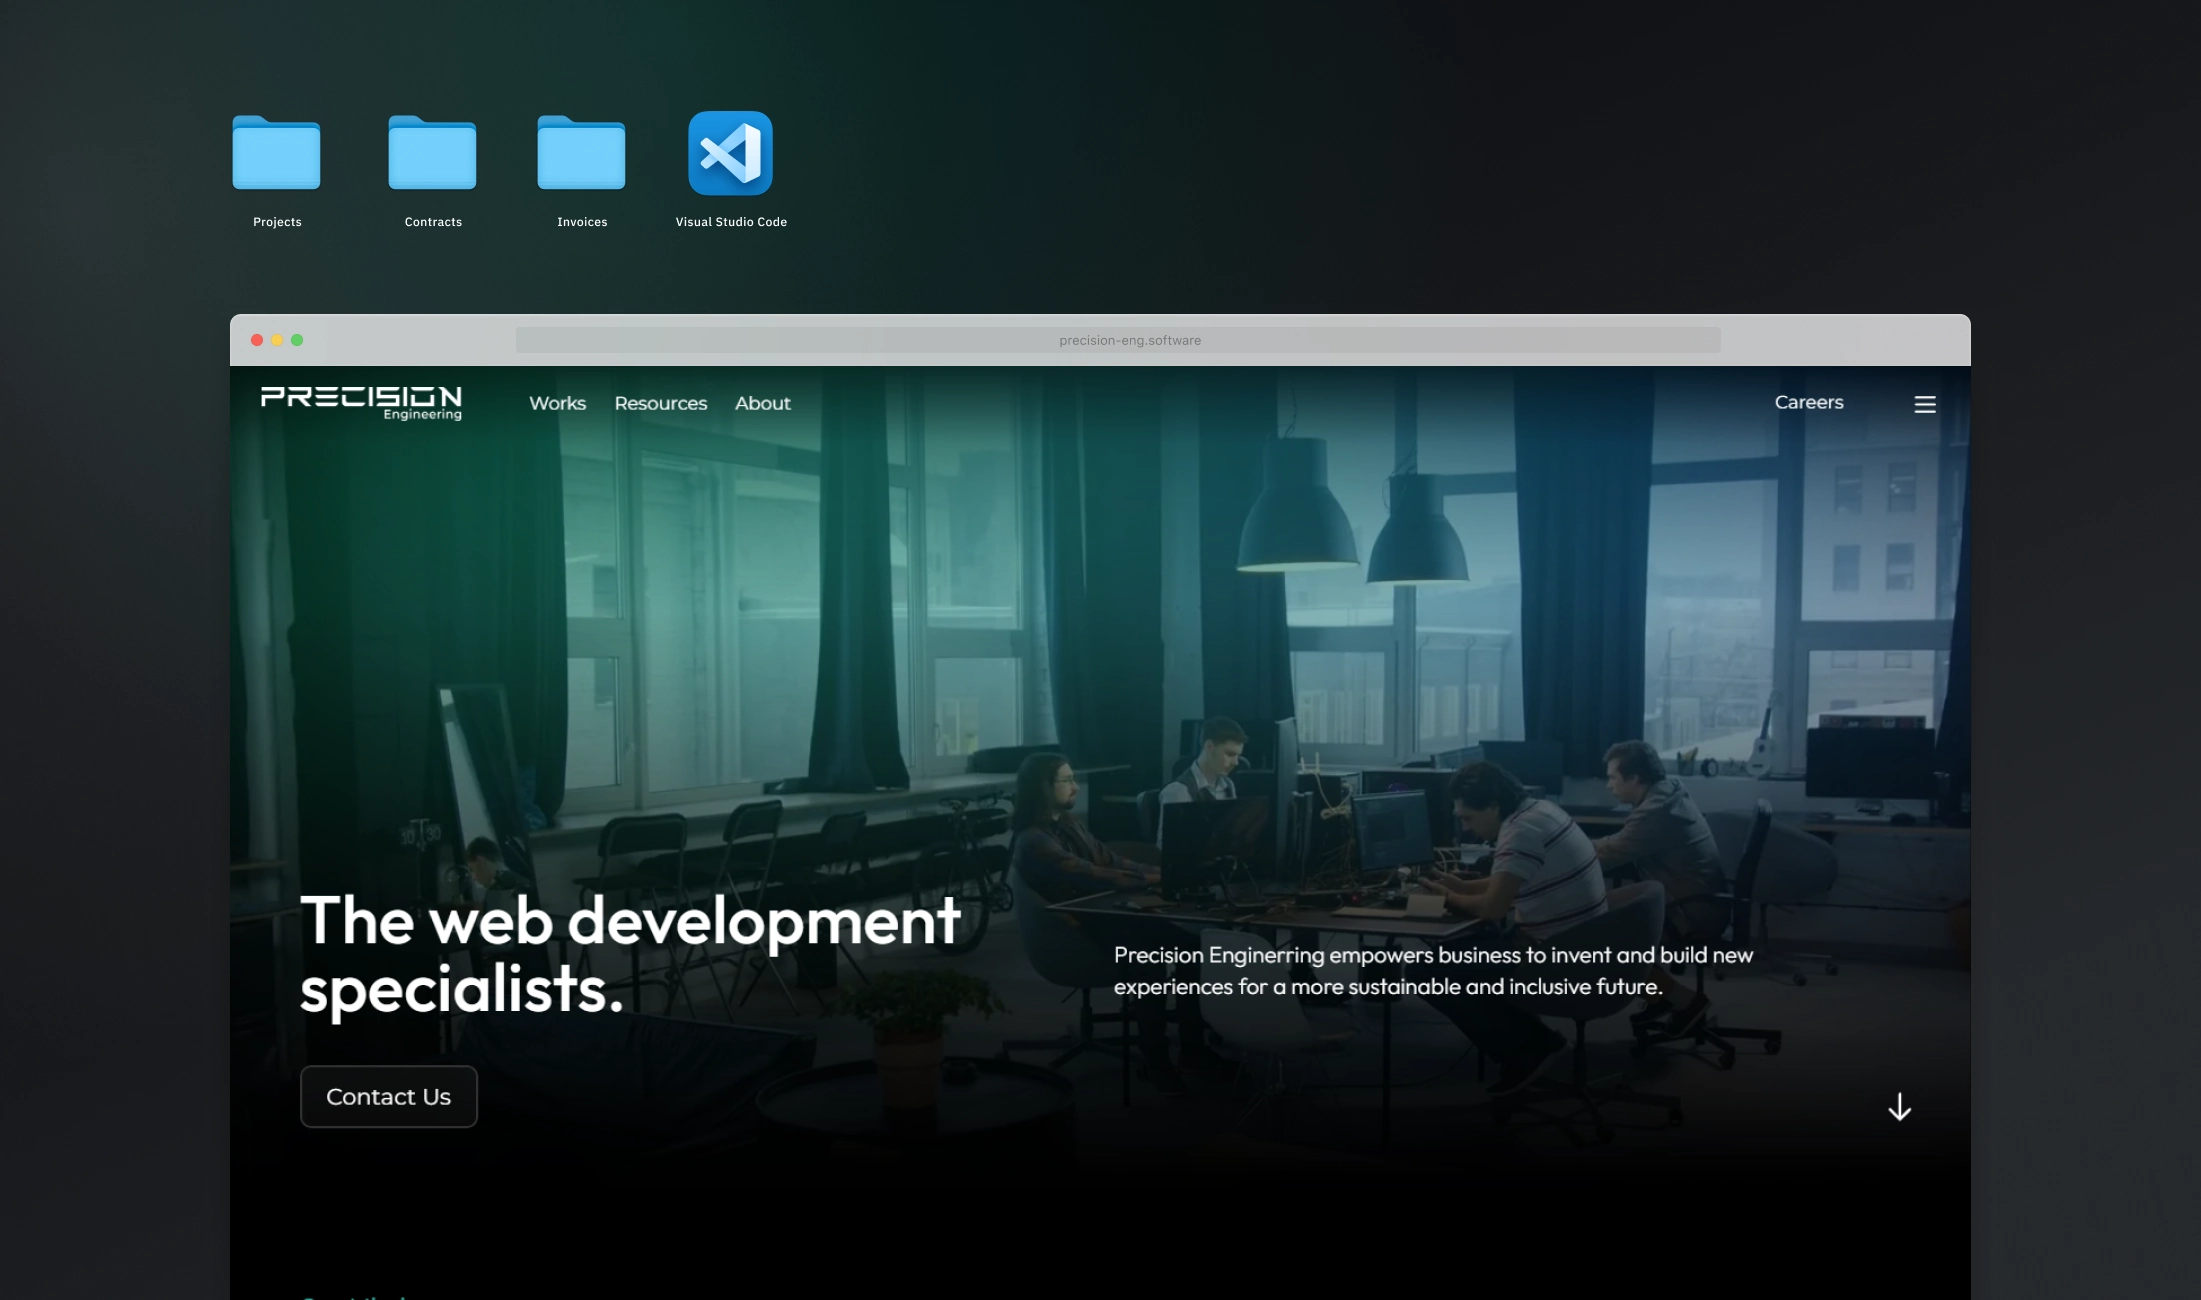 Projects
Contracts
Invoices
Visual Studio Code
precision-eng.software
PRECISION
Engineering
Works
Resources
About
Careers
The web development
specialists.
Precision Enginerring empowers business to invent and build new
experiences for a more sustainable and inclusive future.
Contact Us